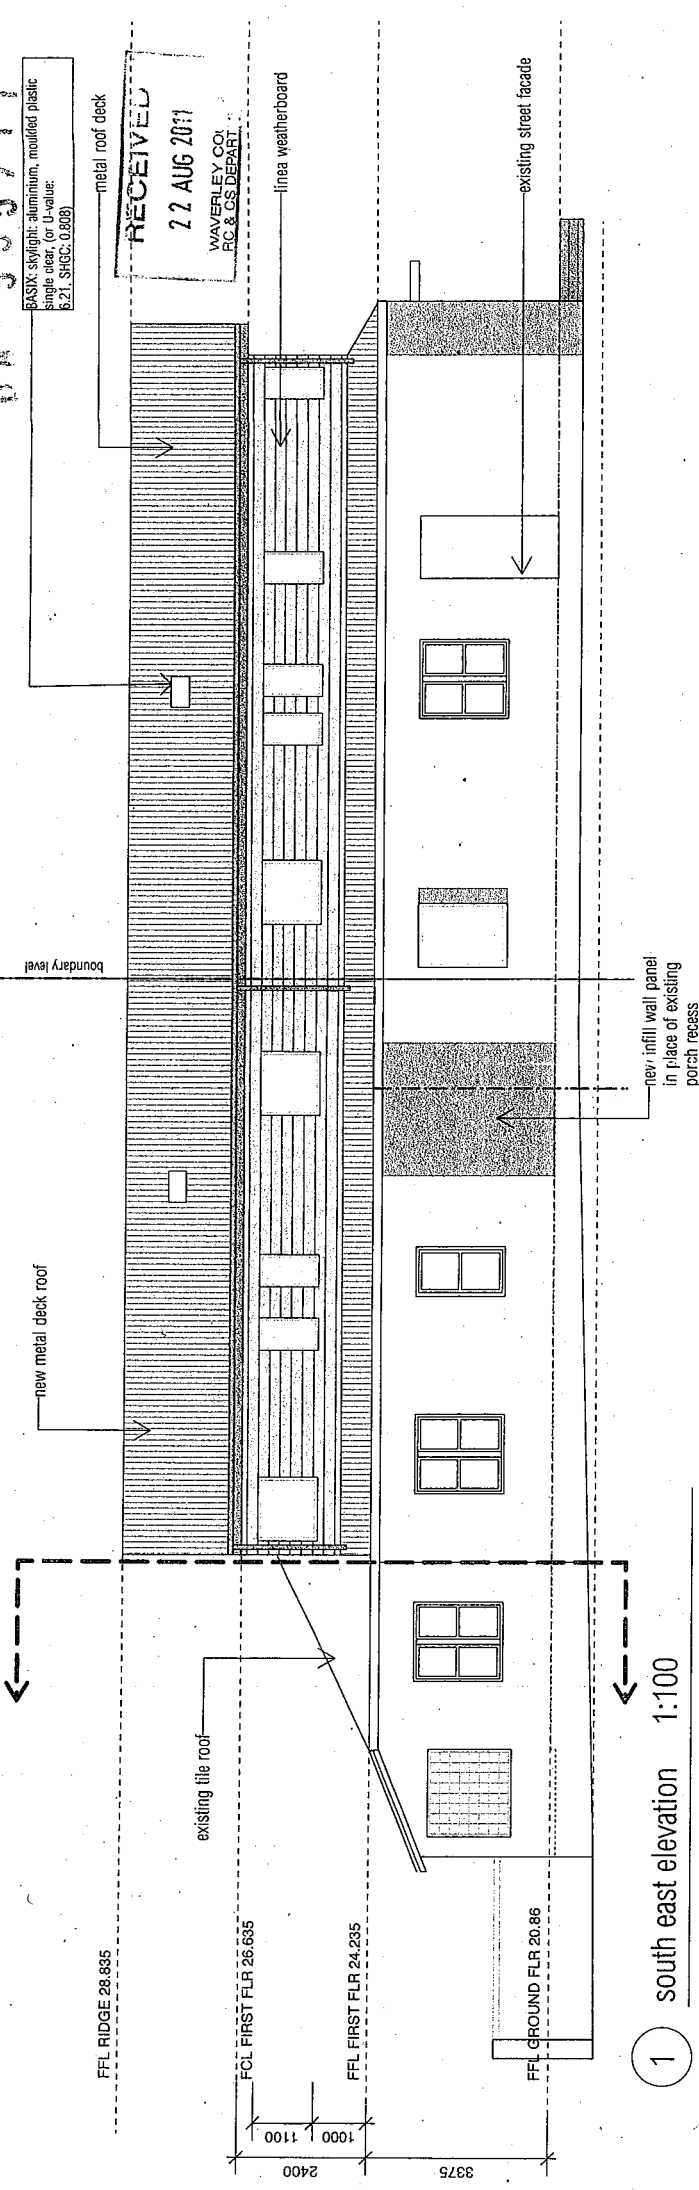 BASIX: skylight: aluminium, moulded plastic
single clear, (or U-value:
6.21, SHGC: 0.808)
metal roof deck
RECEIVED
22 AUG 2011
WAVERLEY
RC & CS DEPART
linea weatherboard
existing street facade
boundary level
new metal deck roof
new infill wall panel
in place of existing
porch recess
existing tile roof
FFL RIDGE 28.835
FCL FIRST FLR 26.635
FFL FIRST FLR 24.235
FFL GROUND FLR 20.86
1100
1000
2400
3375
1 south east elevation 1:100